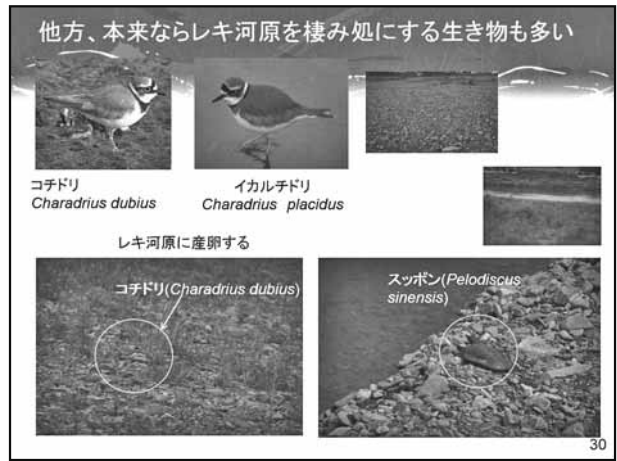 他方、本来ならレキ河原を棲み処にする生き物も多い
コチドリ
Charadrius dubius
イカルチドリ
Charadrius placidus
レキ河原に産卵する
コチドリ(Charadrius dubius)
スッポン(Pelodiscus
sinensis)
30